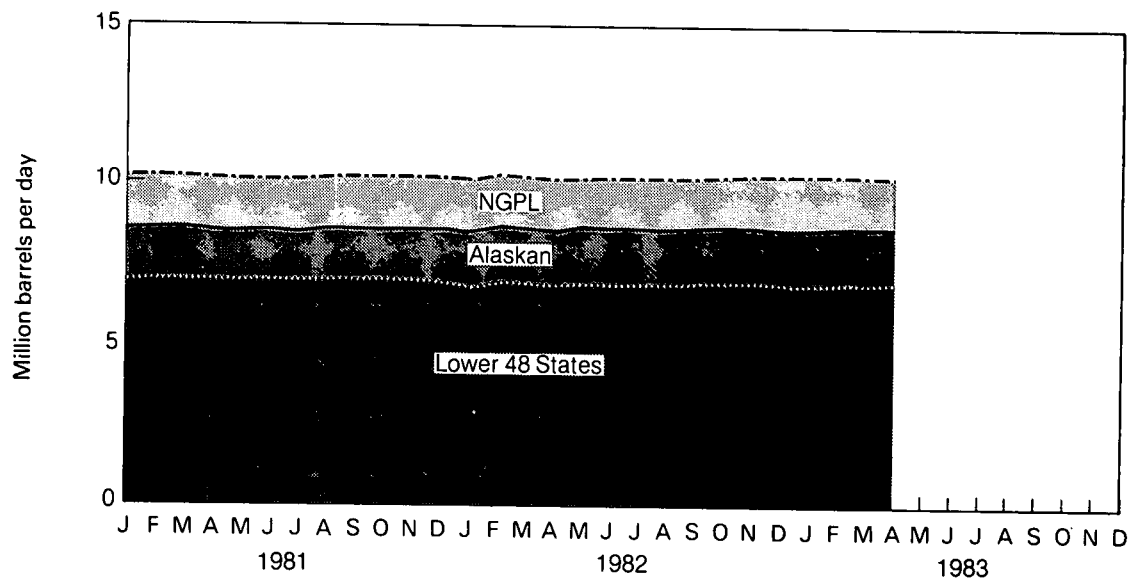 15
10
5
0
Million barrels per day
NGPL
Alaskan
Lower 48 States
J F M A M J J A S O N D J F M A M J J A S O N D J F M A M J J A S O N D
1981 1982 1983